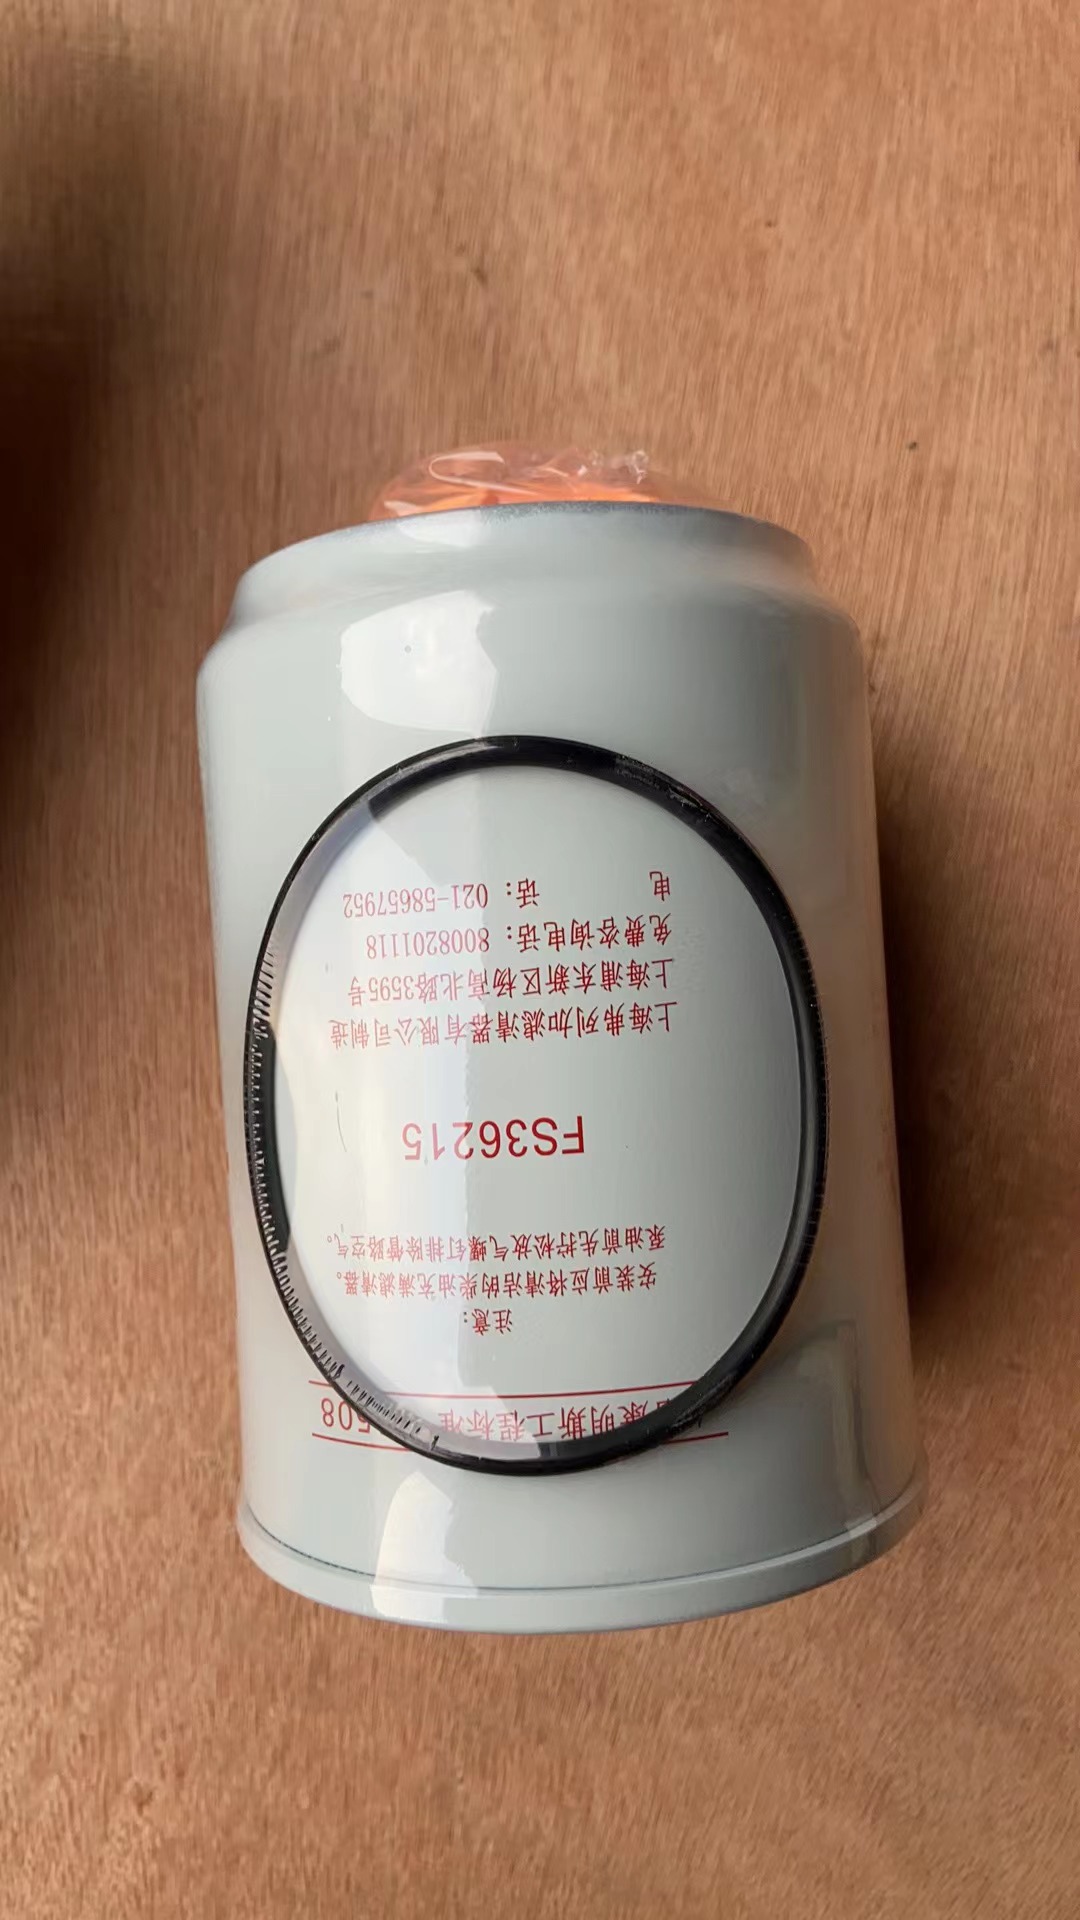 康明斯工程标准 508
注意:
安装前应将清洁的柴油充满滤清器。
泵油前先拧松放气螺钉排除管路空气。
FS36215
上海弗列加滤清器有限公司制造
上海浦东新区杨高北路3595号
免费咨询电话: 8008201118
电 话: 021-58657952